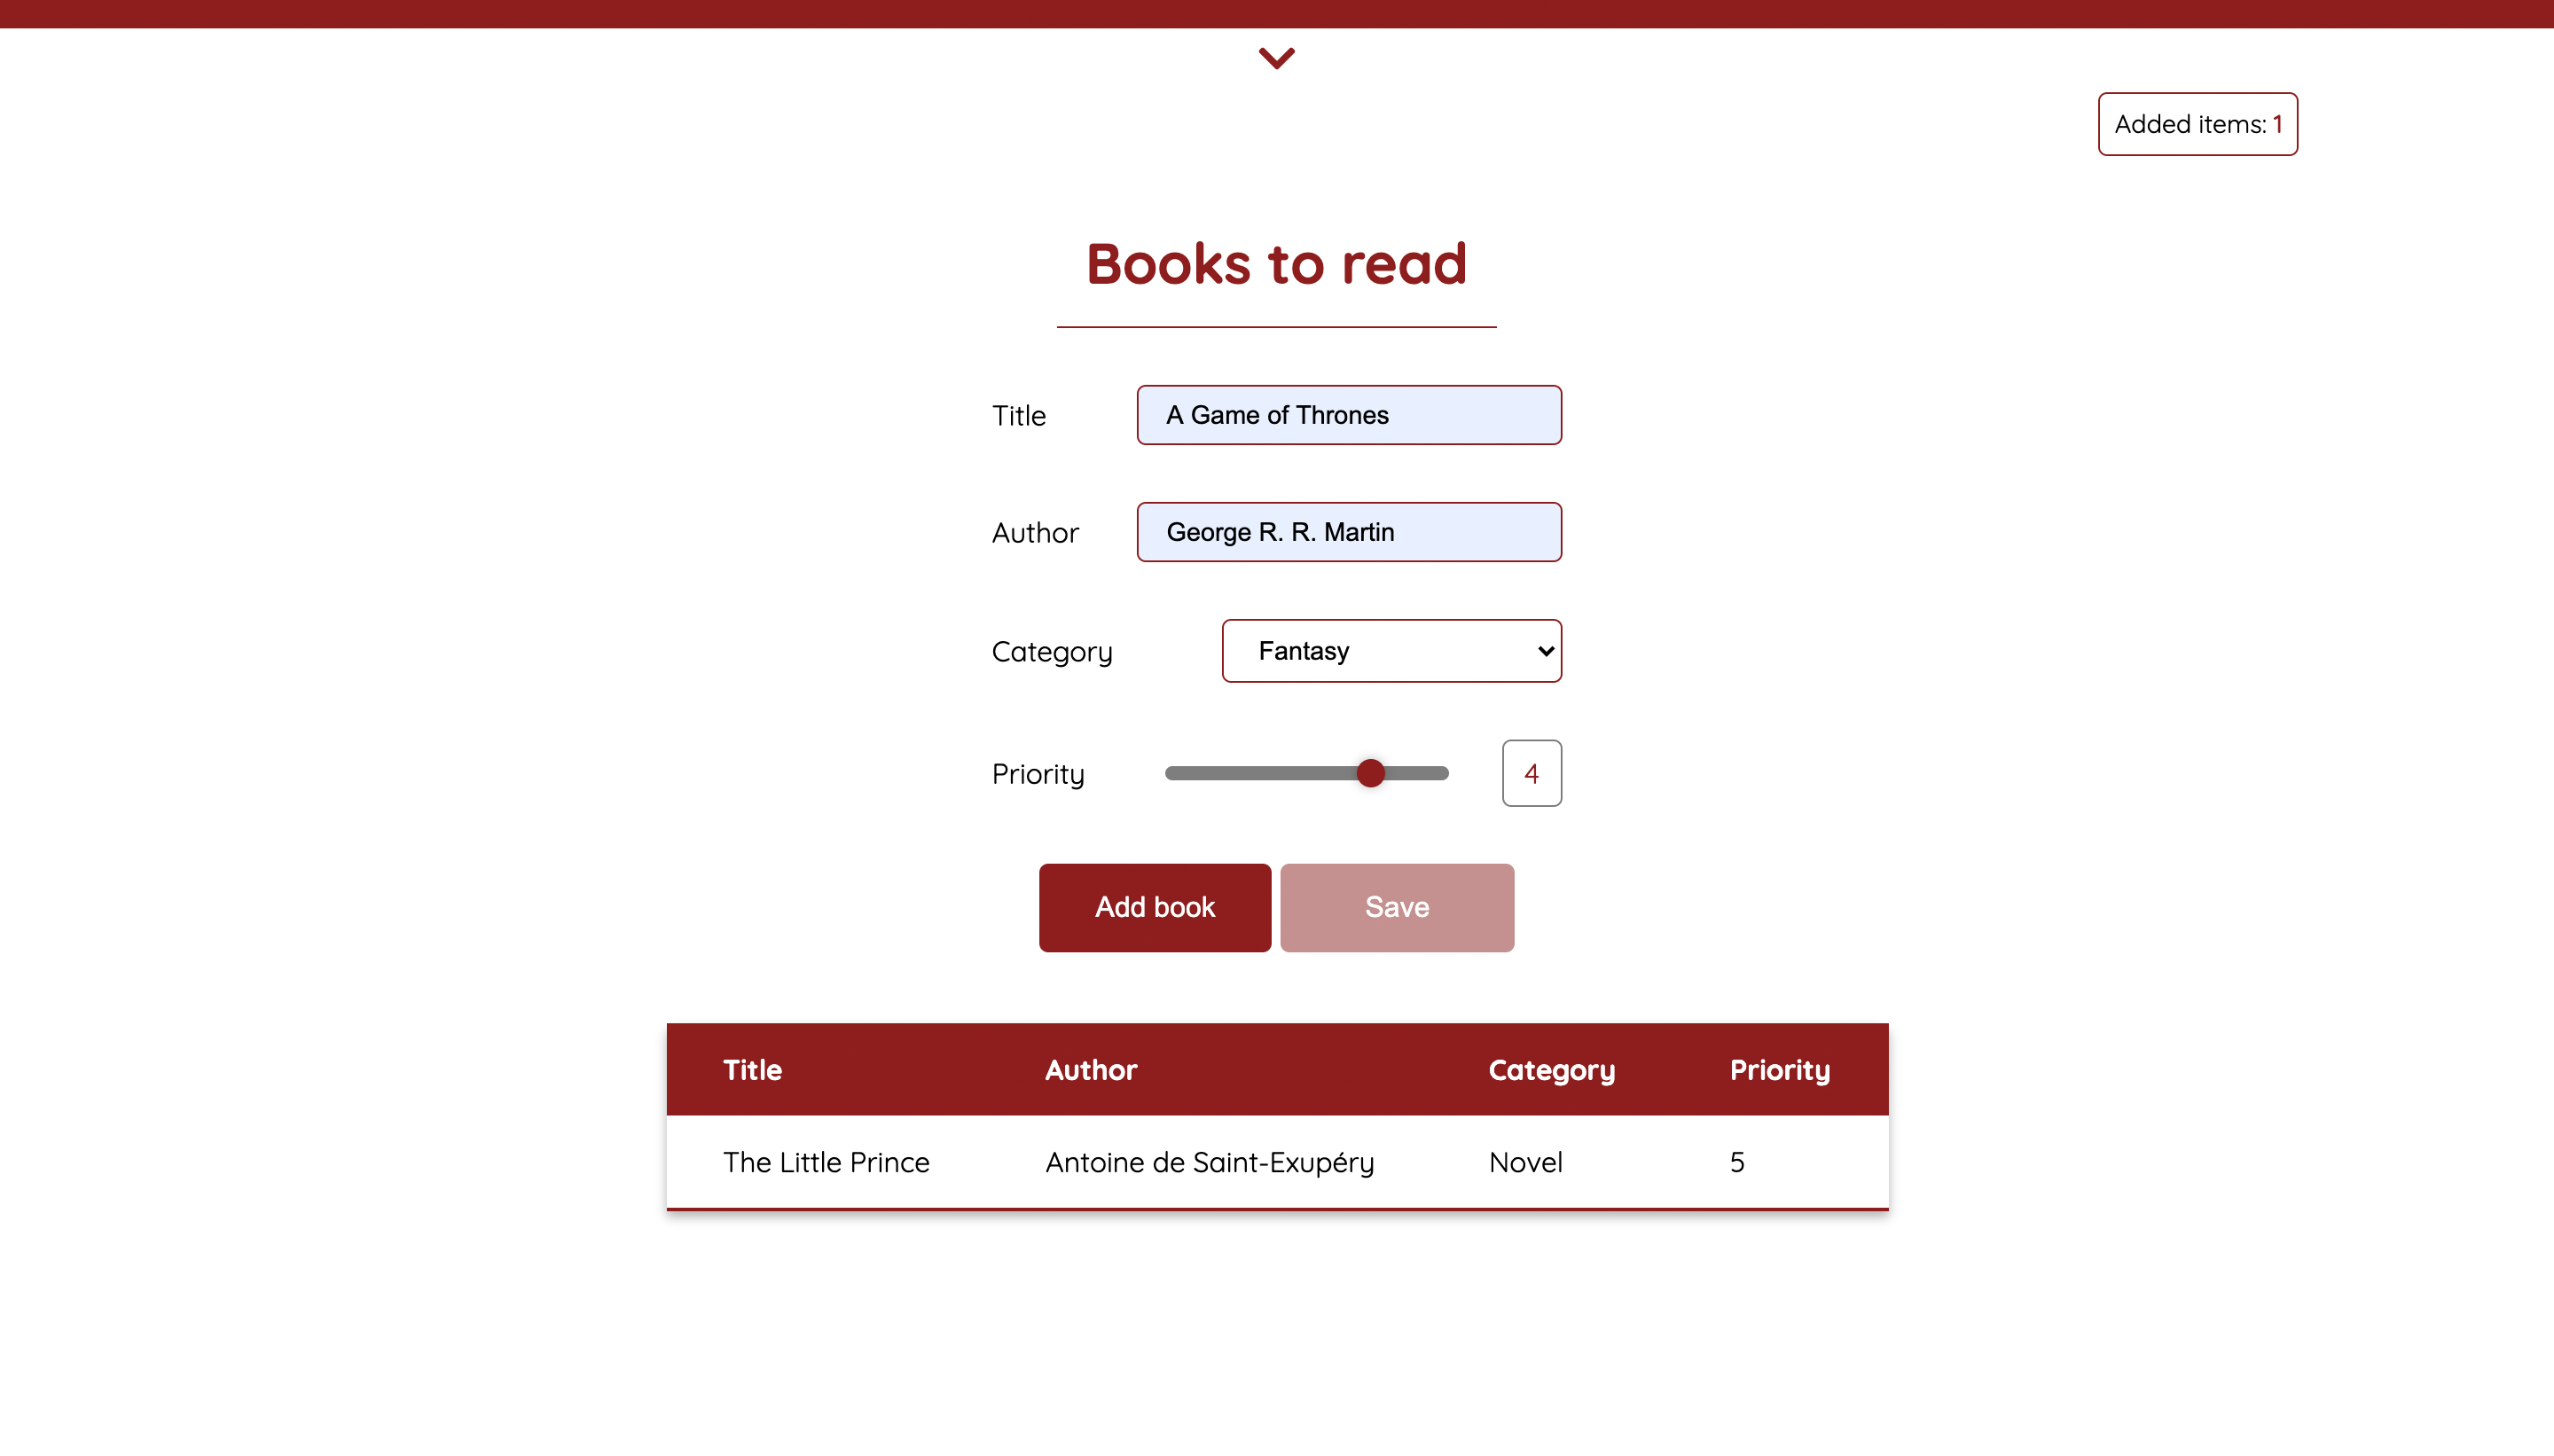 Added items: 1
Books to read
Title A Game of Thrones
Author George R. R. Martin
Category Fantasy
Priority 4
Add book Save
Title Author Category Priority
The Little Prince Antoine de Saint-Exupéry Novel 5